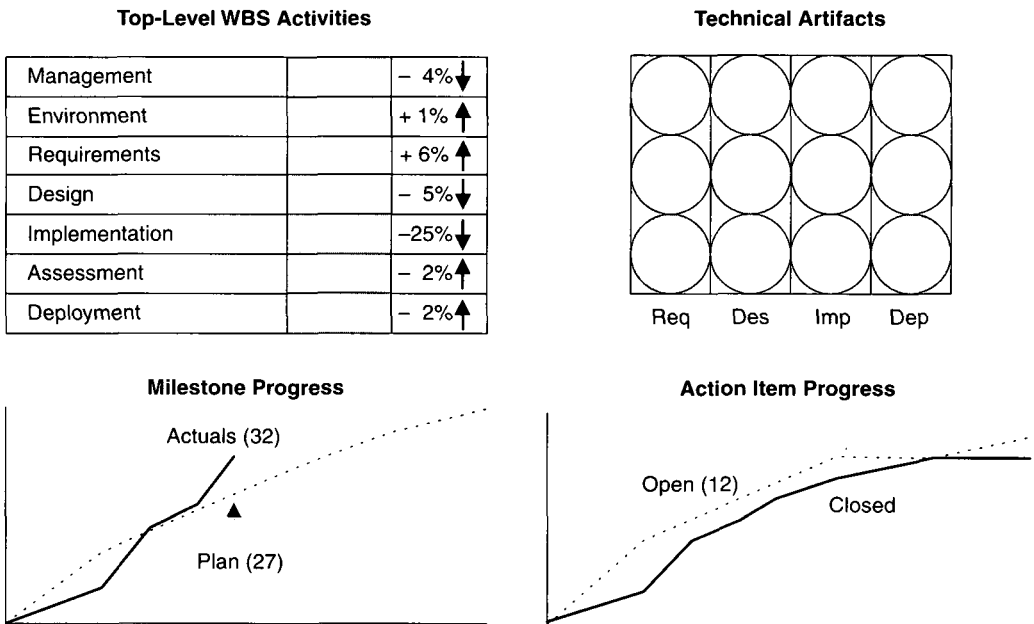 Top-Level WBS Activities
Management − 4%
Environment + 1%
Requirements + 6%
Design − 5%
Implementation −25%
Assessment − 2%
Deployment − 2%
Technical Artifacts
Req Des Imp Dep
Milestone Progress
Actuals (32)
Plan (27)
Action Item Progress
Open (12)
Closed